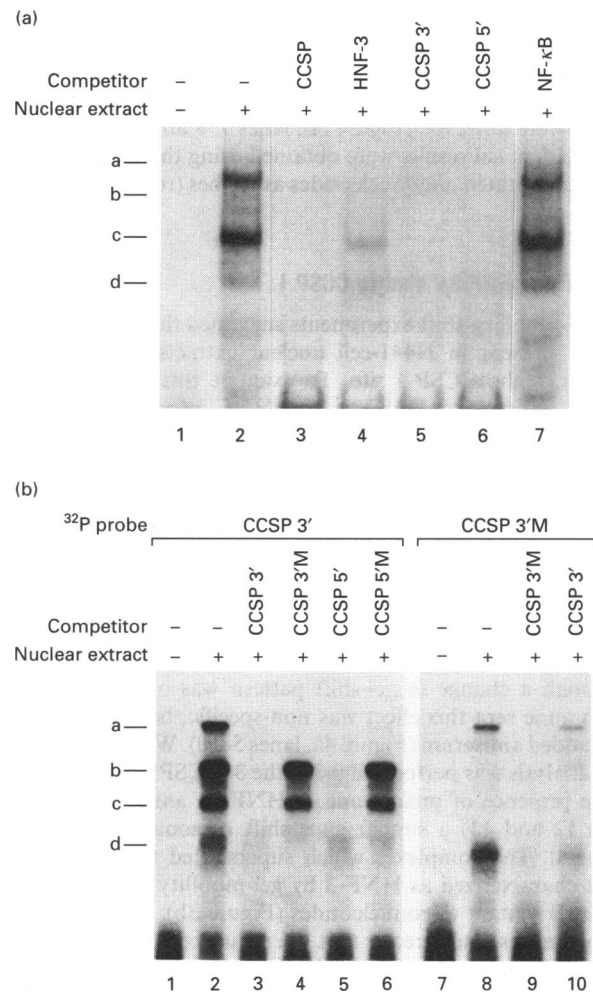 (a)
Competitor – – CCSP HNF-3 CCSP 3′ CCSP 5′ NF-κB
Nuclear extract – + + + + + +
a
b
c
d
1 2 3 4 5 6 7
(b)
³²P probe CCSP 3′ CCSP 3′M
Competitor – – CCSP 3′ CCSP 3′M CCSP 5′ CCSP 5′M – – CCSP 3′M CCSP 3′
Nuclear extract – + + + + + – + + +
a
b
c
d
1 2 3 4 5 6 7 8 9 10